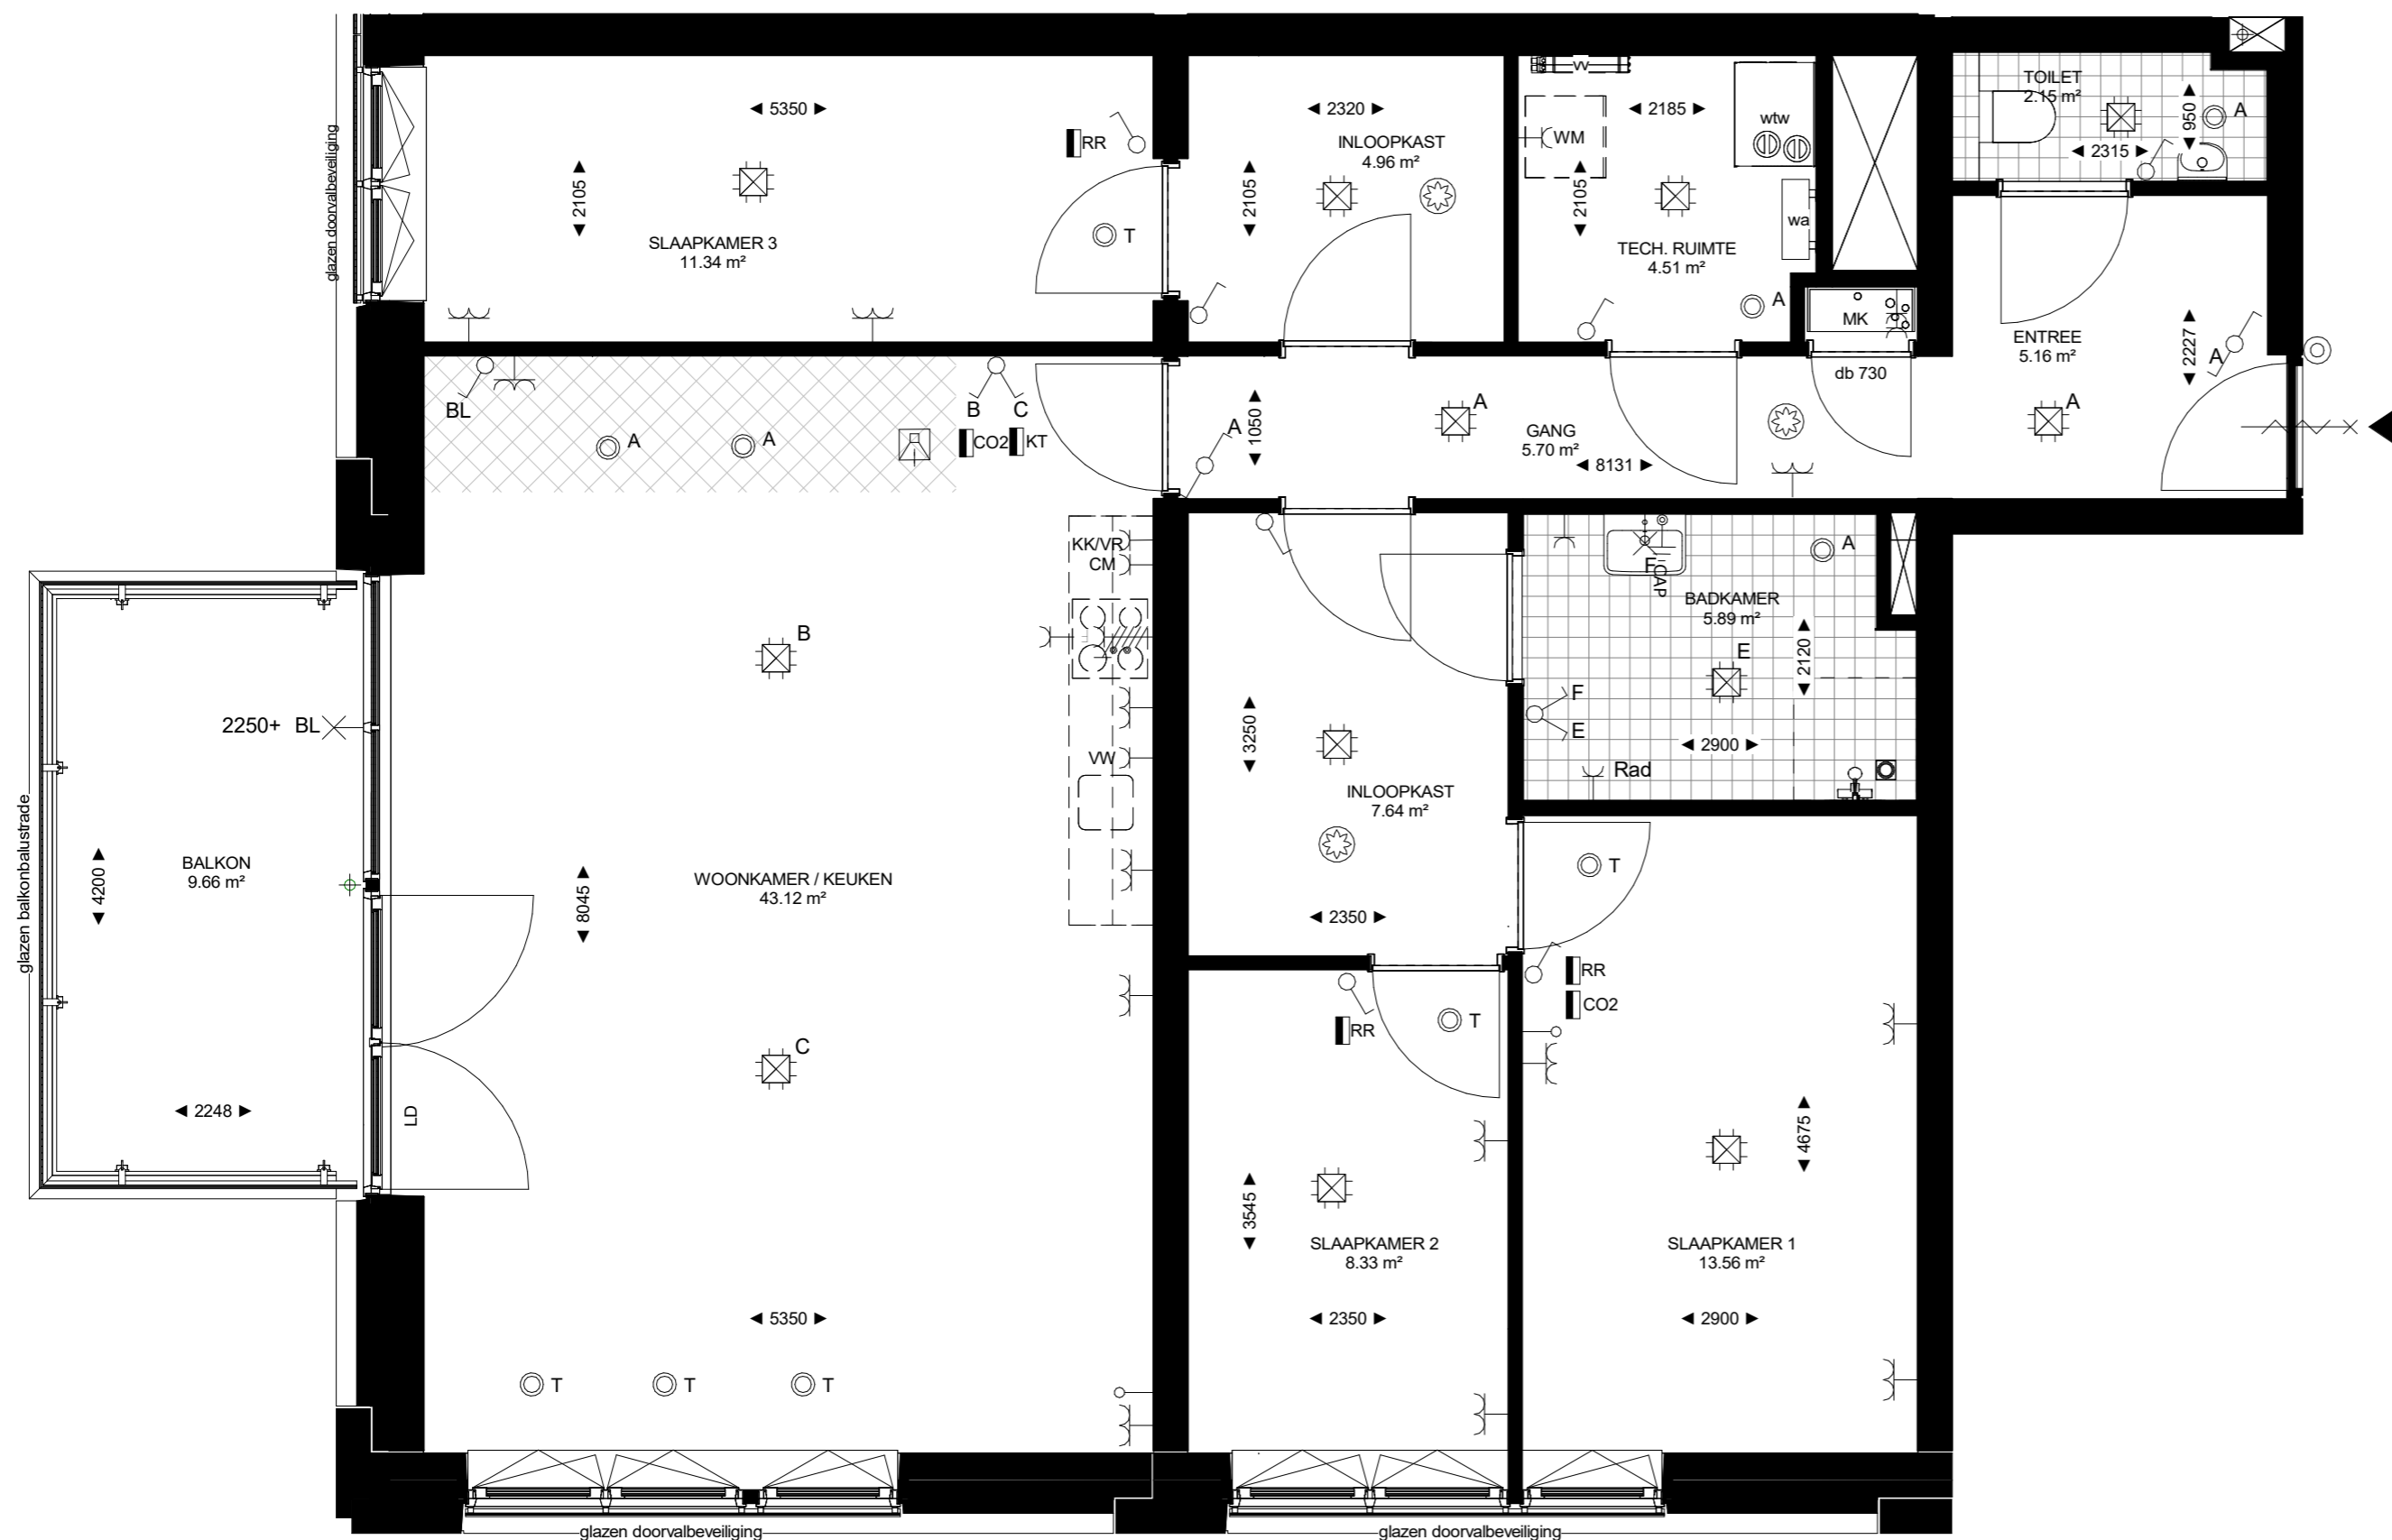 glazen doorvalbeveiliging
◄ 5350 ►
◄ 2105 ►
RR
T
SLAAPKAMER 3
11.34 m²
◄ 2320 ►
INLOOPKAST
4.96 m²
◄ 2105 ►
VV
WM
◄ 2185 ►
wtw
◄ 2105 ►
wa
TECH. RUIMTE
4.51 m²
A
MK
db 730
TOILET
2.15 m²
◄ 950 ►
A
◄ 2315 ►
ENTREE
5.16 m²
◄ 2227 ►
A
A
BL
A
A
B
C
CO2
KT
◄ 1050 ►
A
A
GANG
5.70 m²
◄ 8131 ►
KK/VR
CM
VW
B
2250+ BL
glazen balkonbalustrade
◄ 4200 ►
BALKON
9.66 m²
◄ 2248 ►
LD
◄ 8045 ►
WOONKAMER / KEUKEN
43.12 m²
C
◄ 5350 ►
T
T
T
◄ 3250 ►
INLOOPKAST
7.64 m²
◄ 2350 ►
F
CAP
A
BADKAMER
5.89 m²
E
◄ 2120 ►
F
E
◄ 2900 ►
Rad
T
RR
CO2
RR
T
◄ 3545 ►
SLAAPKAMER 2
8.33 m²
◄ 2350 ►
◄ 4675 ►
SLAAPKAMER 1
13.56 m²
◄ 2900 ►
glazen doorvalbeveiliging
glazen doorvalbeveiliging